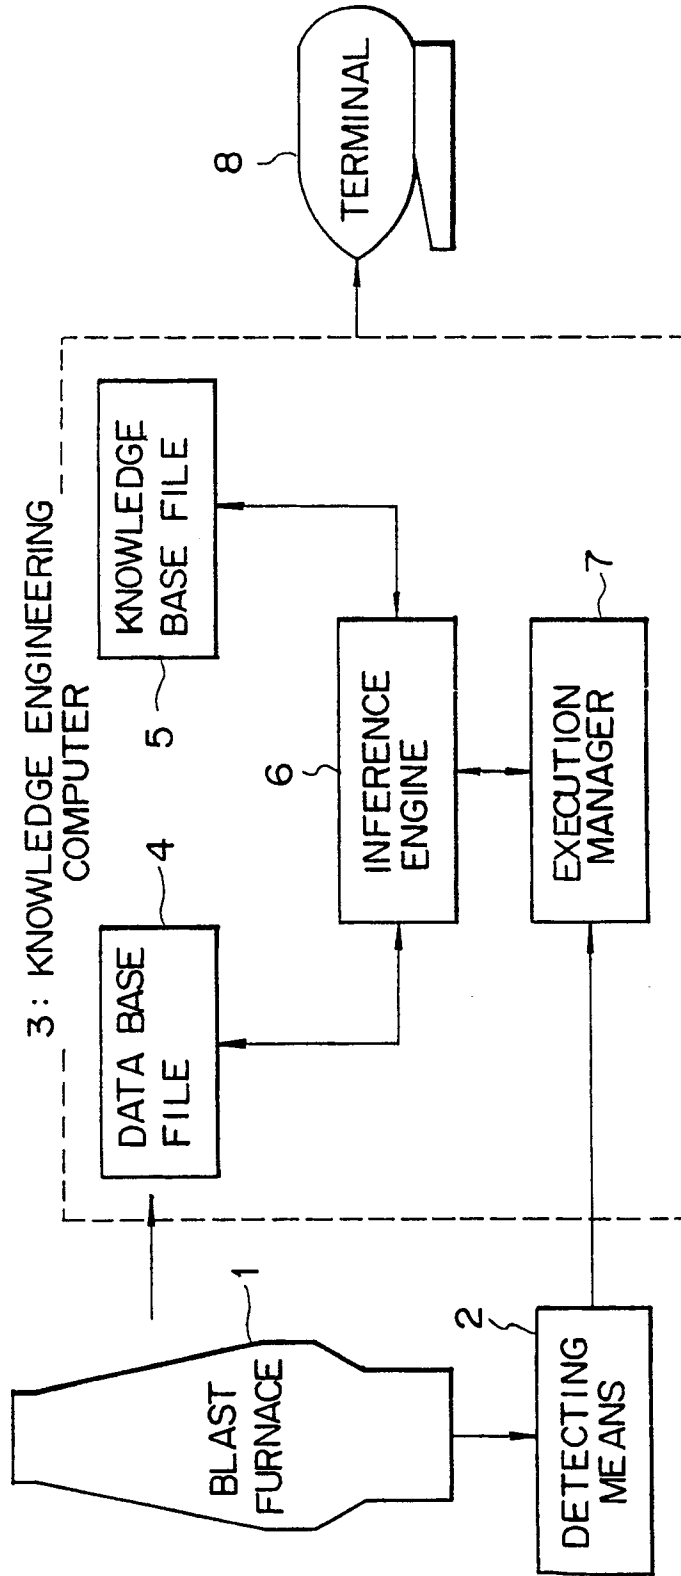 3: KNOWLEDGE ENGINEERING
COMPUTER
BLAST
FURNACE
1
DETECTING
MEANS
2
DATA BASE
FILE
4
KNOWLEDGE
BASE FILE
5
INFERENCE
ENGINE
6
EXECUTION
MANAGER
7
TERMINAL
8